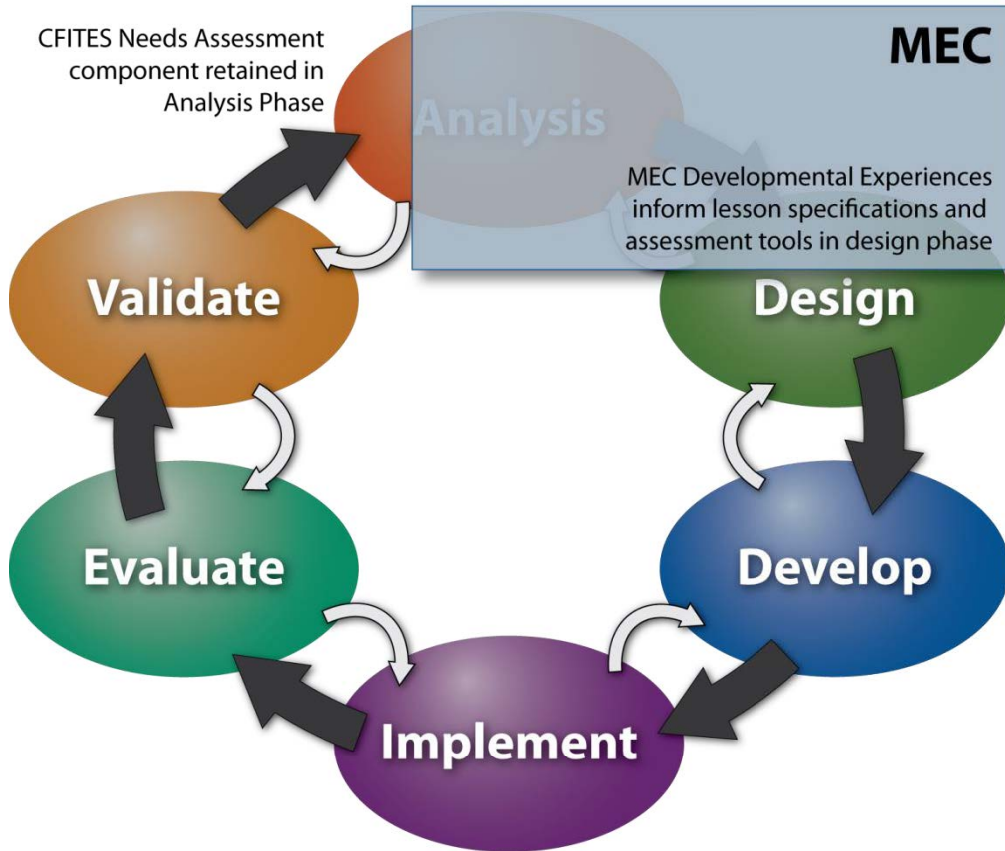 CFITES Needs Assessment
component retained in
Analysis Phase
MEC
Analysis
MEC Developmental Experiences
inform lesson specifications and
assessment tools in design phase
Validate
Design
Evaluate
Develop
Implement